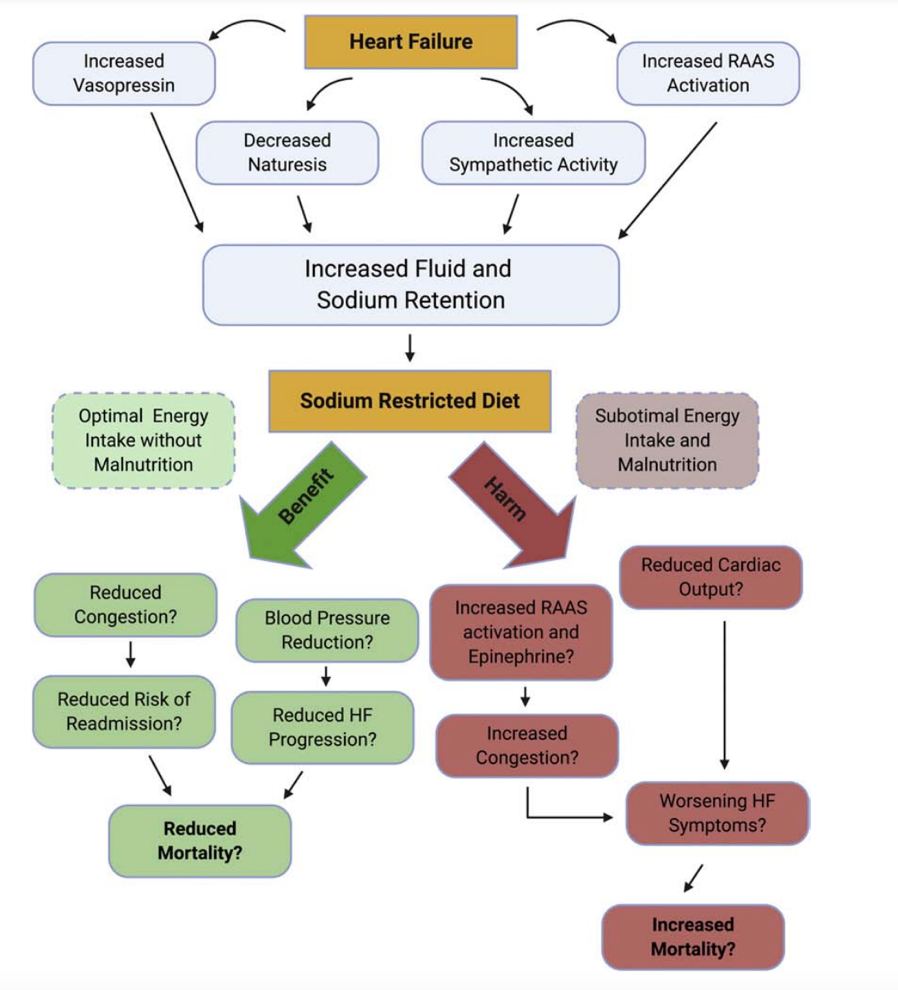 Heart Failure
Increased
Vasopressin
Increased RAAS
Activation
Decreased
Naturesis
Increased
Sympathetic Activity
Increased Fluid and
Sodium Retention
Sodium Restricted Diet
Optimal Energy
Intake without
Malnutrition
Subotimal Energy
Intake and
Malnutrition
Benefit
Harm
Reduced
Congestion?
Blood Pressure
Reduction?
Increased RAAS
activation and
Epinephrine?
Reduced Cardiac
Output?
Reduced Risk of
Readmission?
Reduced HF
Progression?
Increased
Congestion?
Worsening HF
Symptoms?
Reduced
Mortality?
Increased
Mortality?